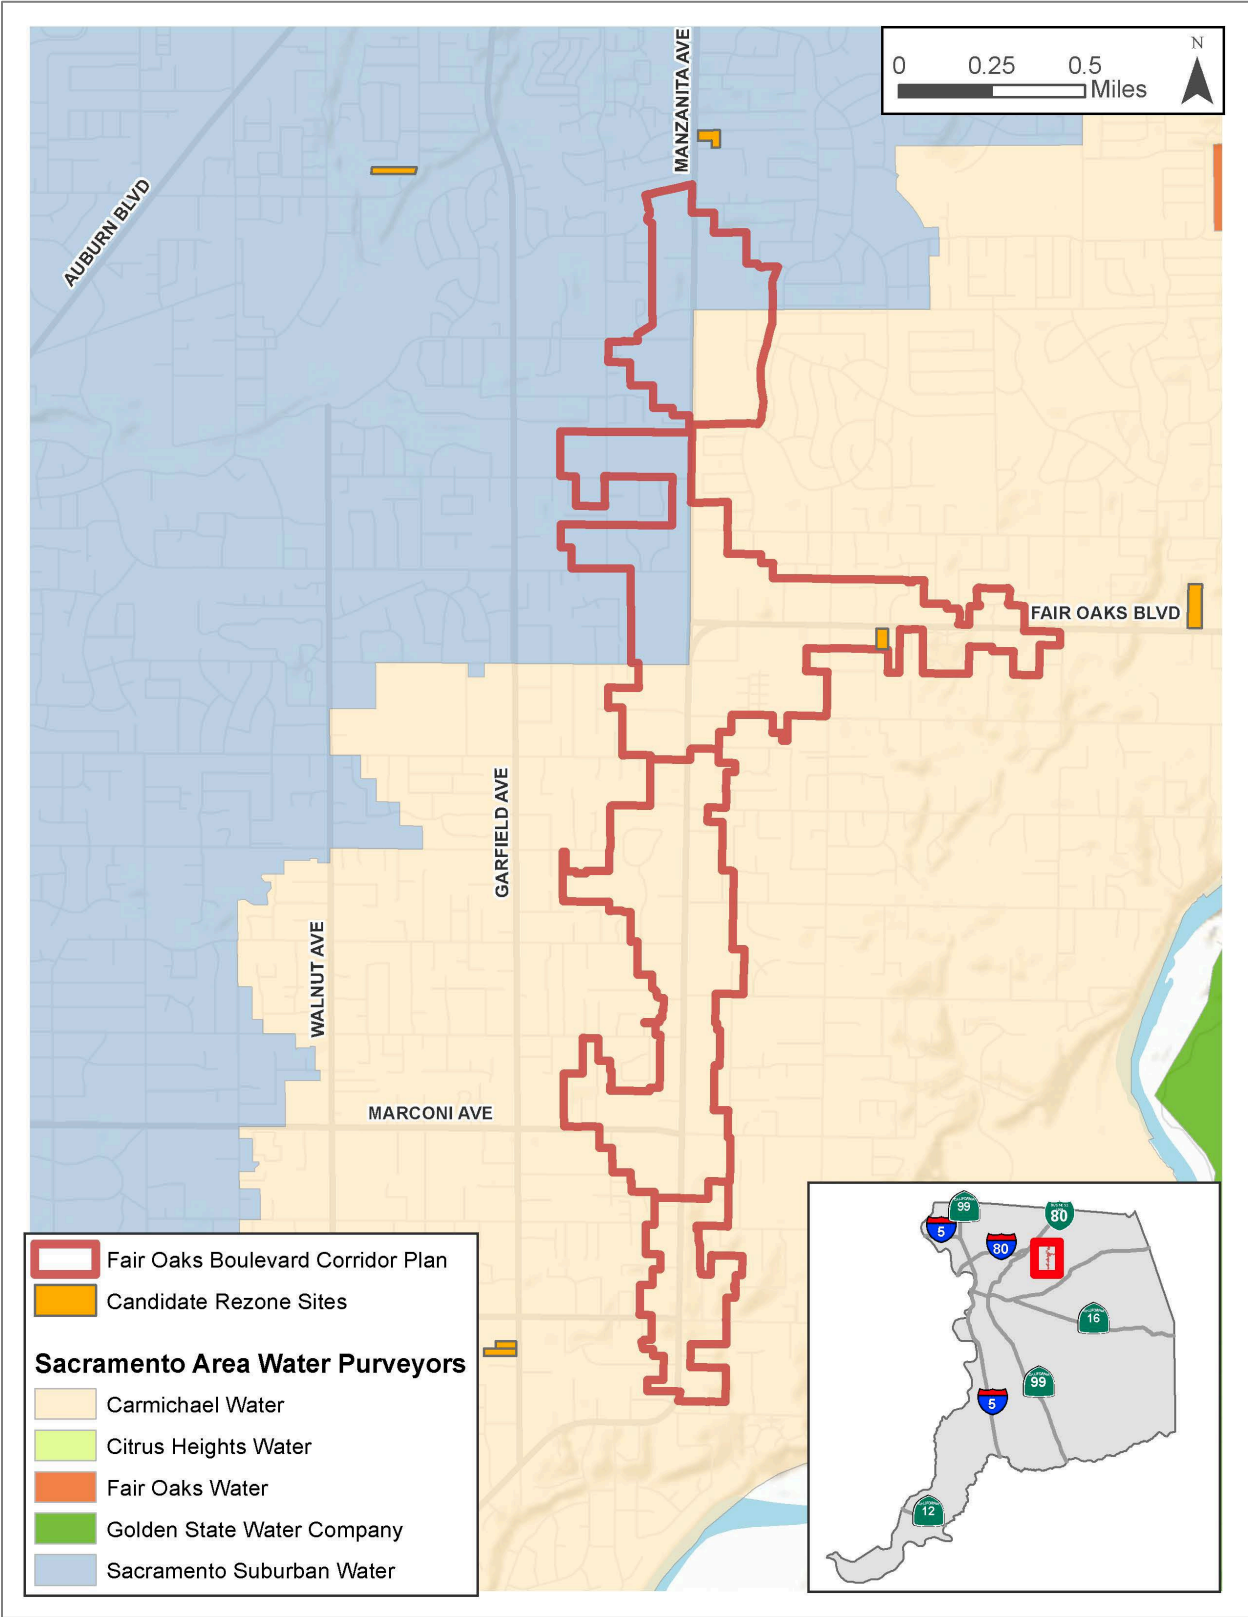 N
0 0.25 0.5
Miles
MANZANITA AVE
AUBURN BLVD
FAIR OAKS BLVD
GARFIELD AVE
WALNUT AVE
MARCONI AVE
Fair Oaks Boulevard Corridor Plan
Candidate Rezone Sites
Sacramento Area Water Purveyors
Carmichael Water
Citrus Heights Water
Fair Oaks Water
Golden State Water Company
Sacramento Suburban Water
99
5
80
80
16
99
5
12